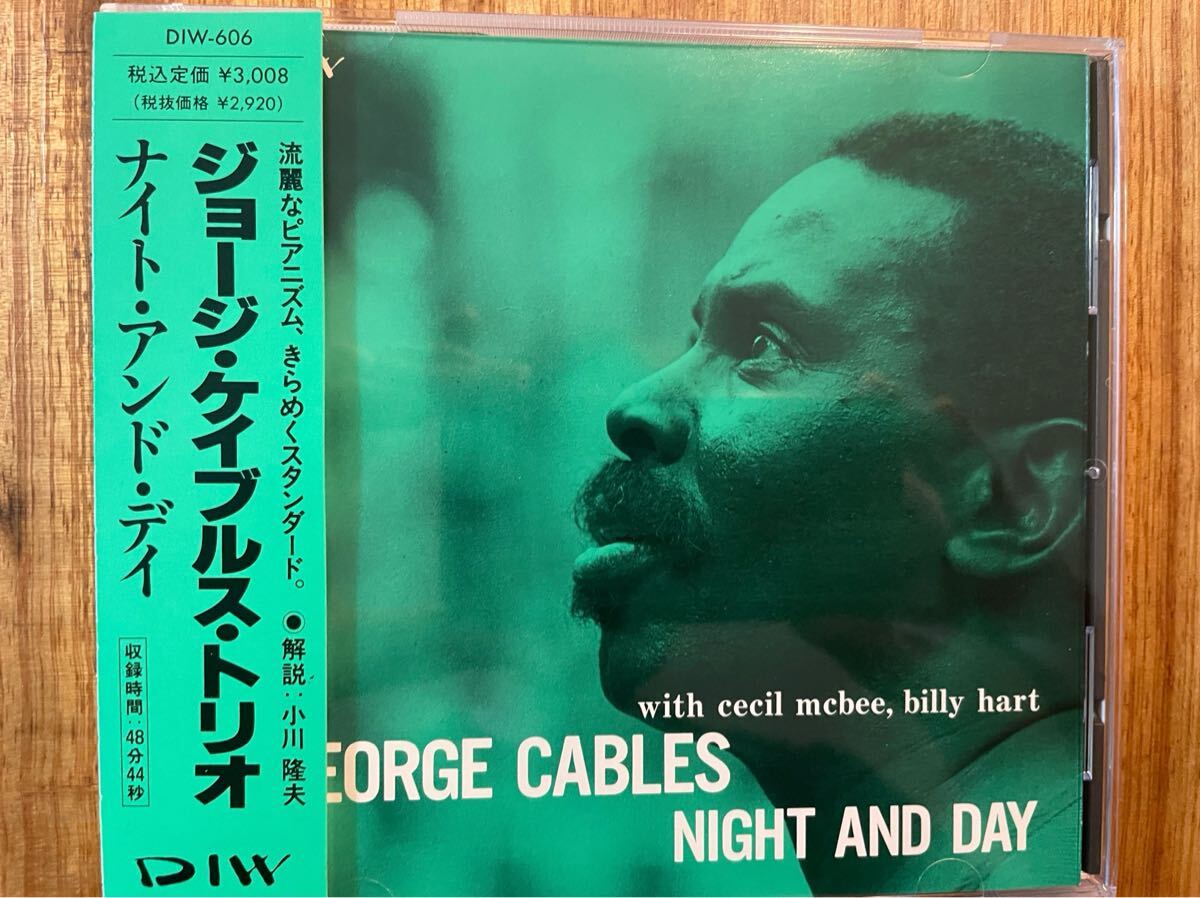 DIW-606
税込定価 ¥3,008
(税抜価格 ¥2,920)
流麗なピアニズム、きらめくスタンダード。◉解説:小川 隆夫
ジョージ・ケイブルス・トリオ
ナイト・アンド・デイ
収録時間:48分44秒
DIW
with cecil mcbee, billy hart
EORGE CABLES
NIGHT AND DAY